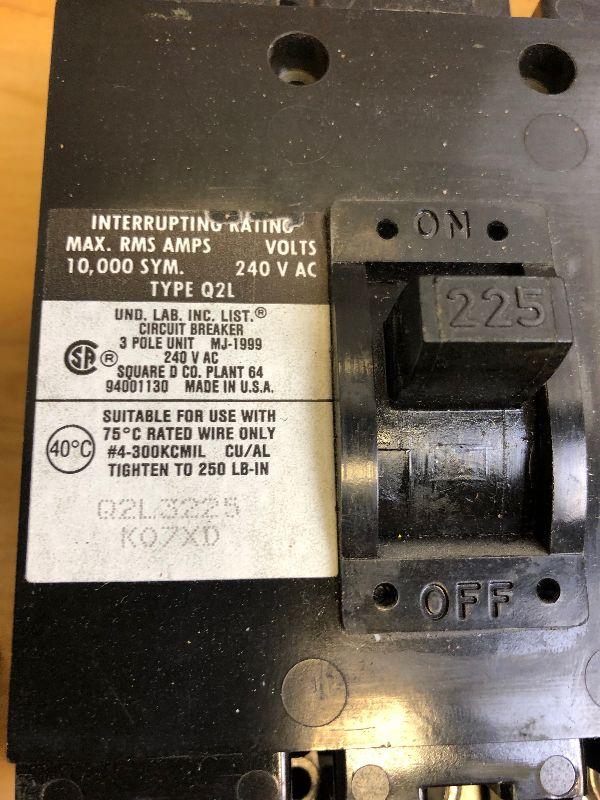 INTERRUPTING RATING
MAX. RMS AMPS VOLTS
10,000 SYM. 240 V AC
TYPE Q2L
UND. LAB. INC. LIST.®
CIRCUIT BREAKER
3 POLE UNIT MJ-1999
SA ® 240 V AC
SQUARE D CO. PLANT 64
94001130 MADE IN U.S.A.
40°C
SUITABLE FOR USE WITH
75°C RATED WIRE ONLY
#4-300KCMIL CU/AL
TIGHTEN TO 250 LB-IN
Q2L3225
K07XD
ON
225
OFF